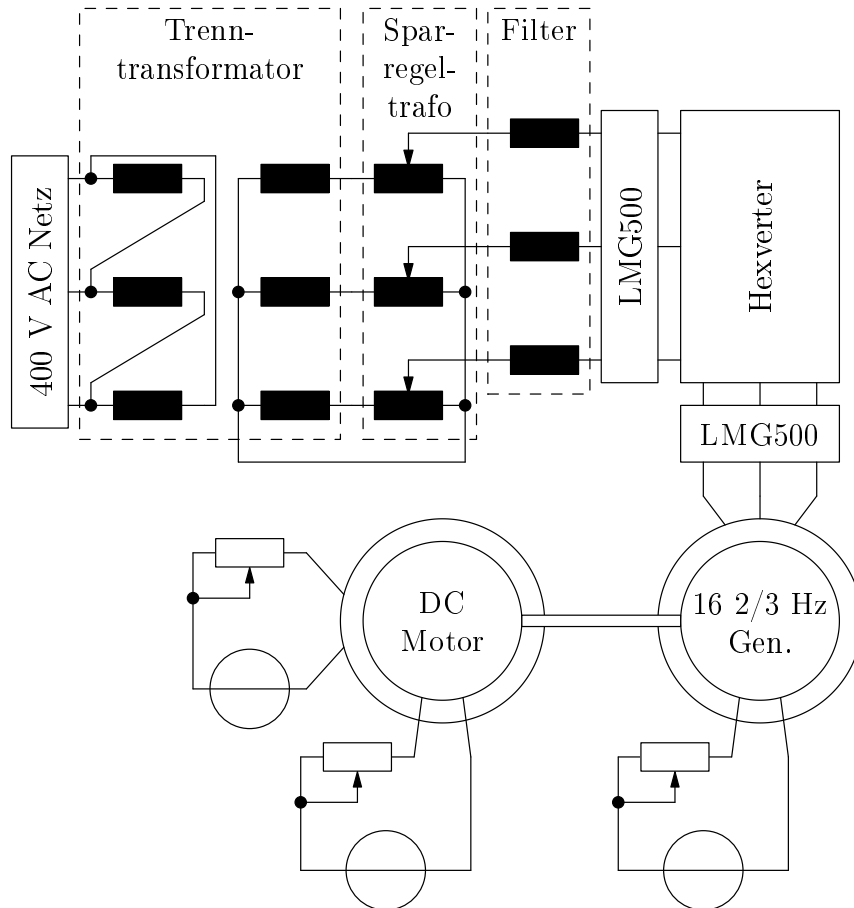 Trenn-
transformator
Spar-
regel-
trafo
Filter
400 V AC Netz
LMG500
Hexverter
LMG500
DC
Motor
16 2/3 Hz
Gen.